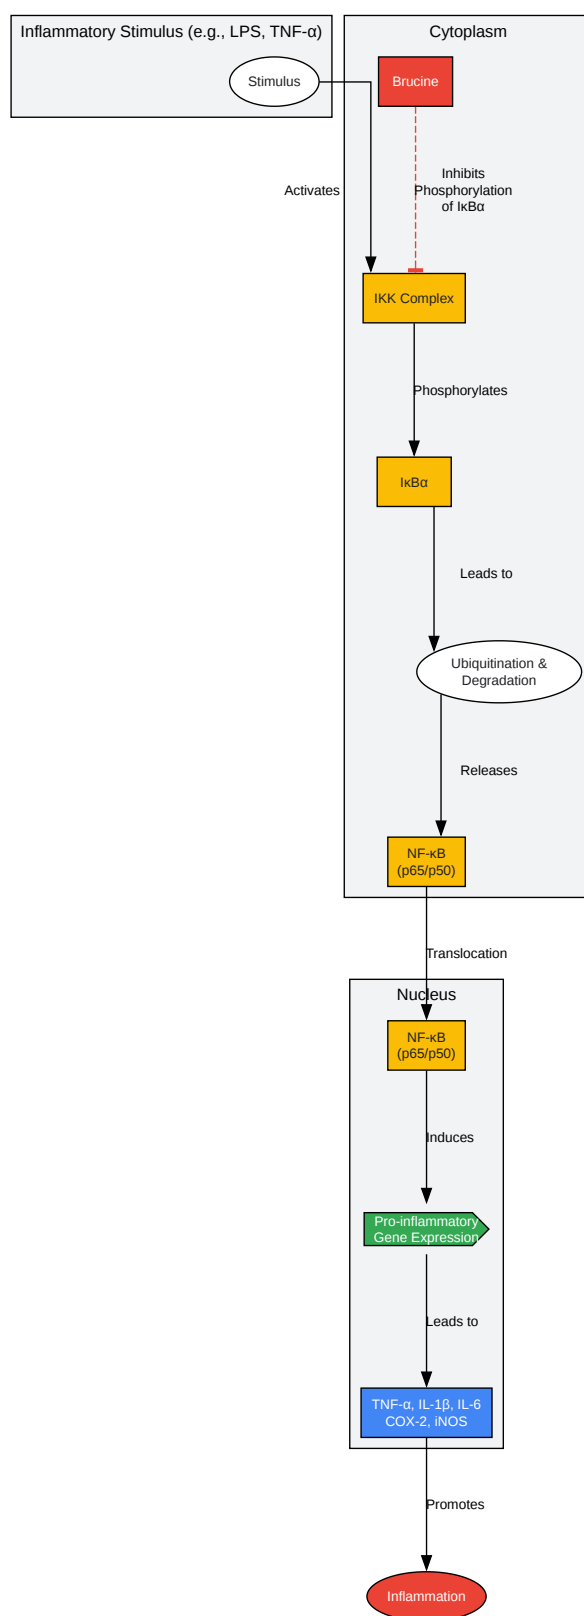 Inflammatory Stimulus (e.g., LPS, TNF-α)
Cytoplasm
Stimulus
Brucine
Activates
Inhibits
Phosphorylation
of IκBα
IKK Complex
Phosphorylates
IκBα
Leads to
Ubiquitination &
Degradation
Releases
NF-κB
(p65/p50)
Translocation
Nucleus
NF-κB
(p65/p50)
Induces
Pro-inflammatory
Gene Expression
Leads to
TNF-α, IL-1β, IL-6
COX-2, iNOS
Promotes
Inflammation